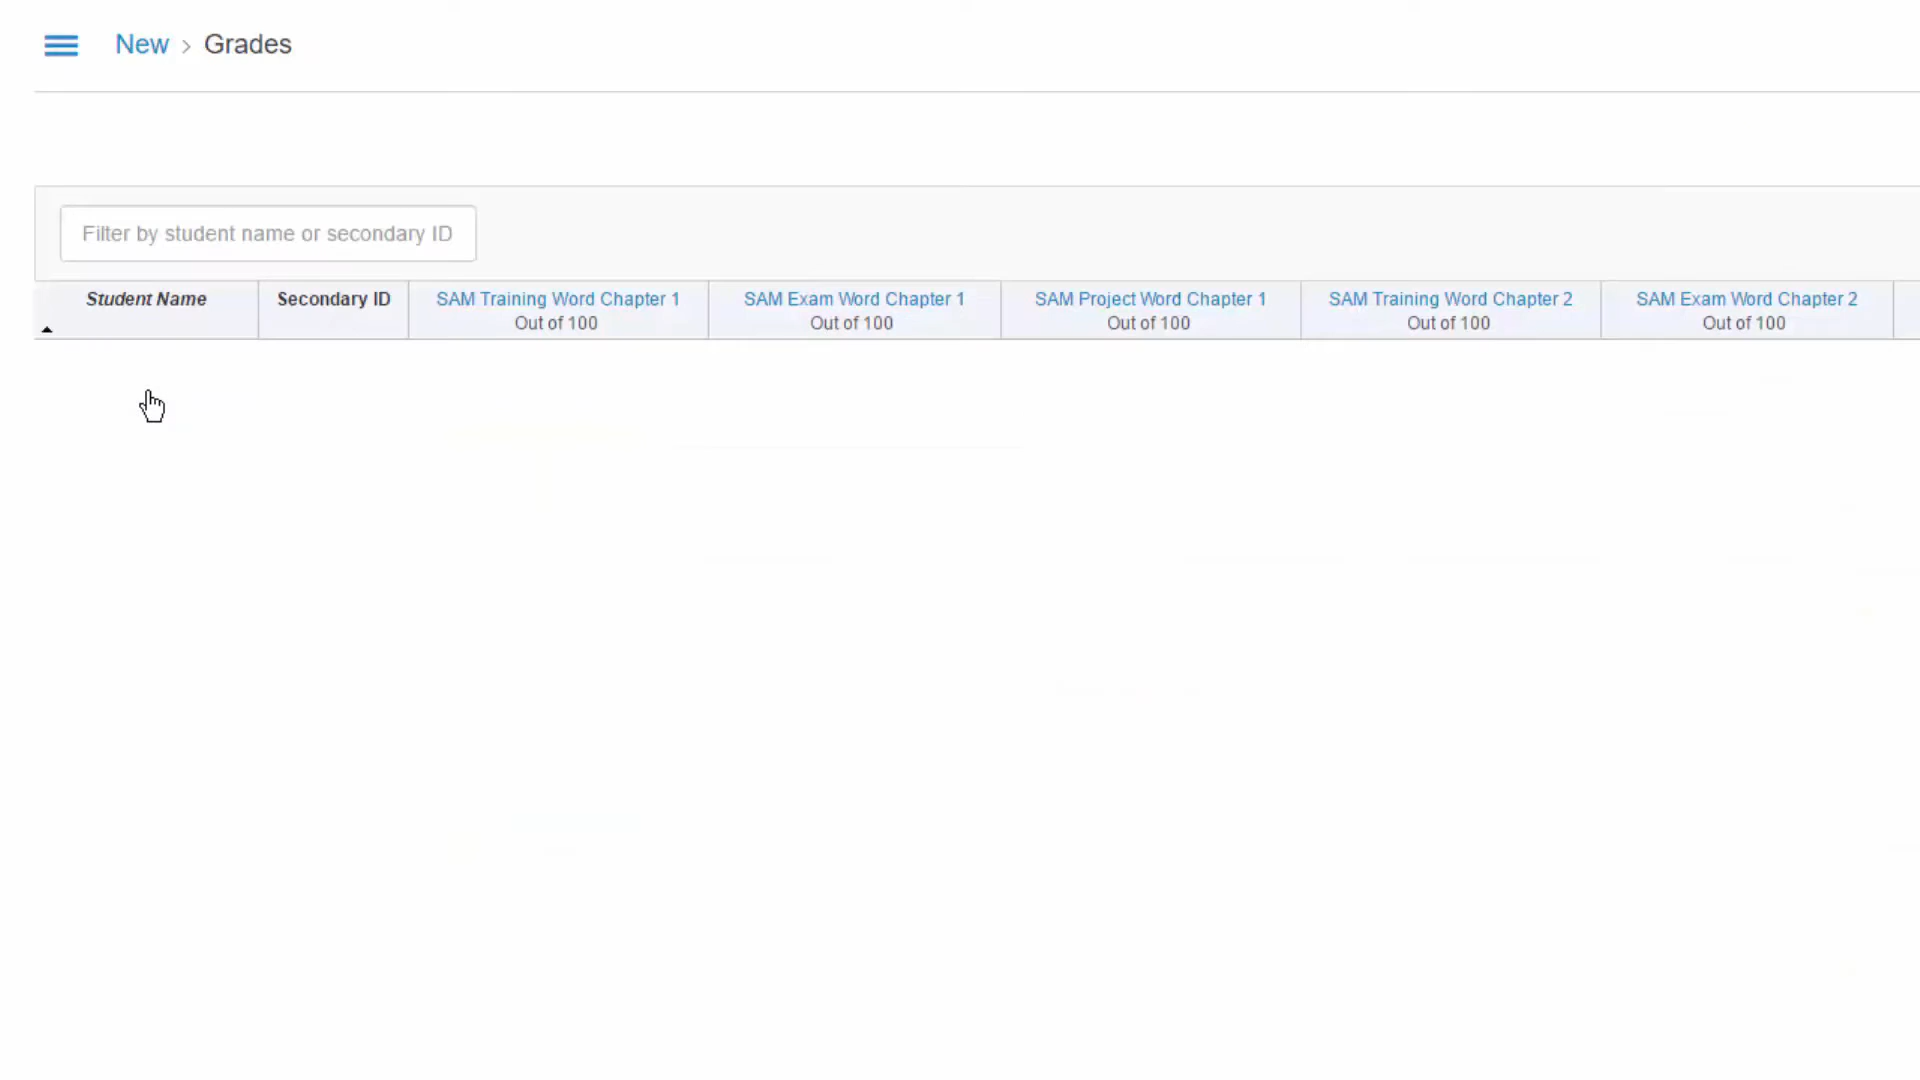 New > Grades
Filter by student name or secondary ID
Student Name Secondary ID SAM Training Word Chapter 1 SAM Exam Word Chapter 1 SAM Project Word Chapter 1 SAM Training Word Chapter 2 SAM Exam Word Chapter 2
Out of 100 Out of 100 Out of 100 Out of 100 Out of 100